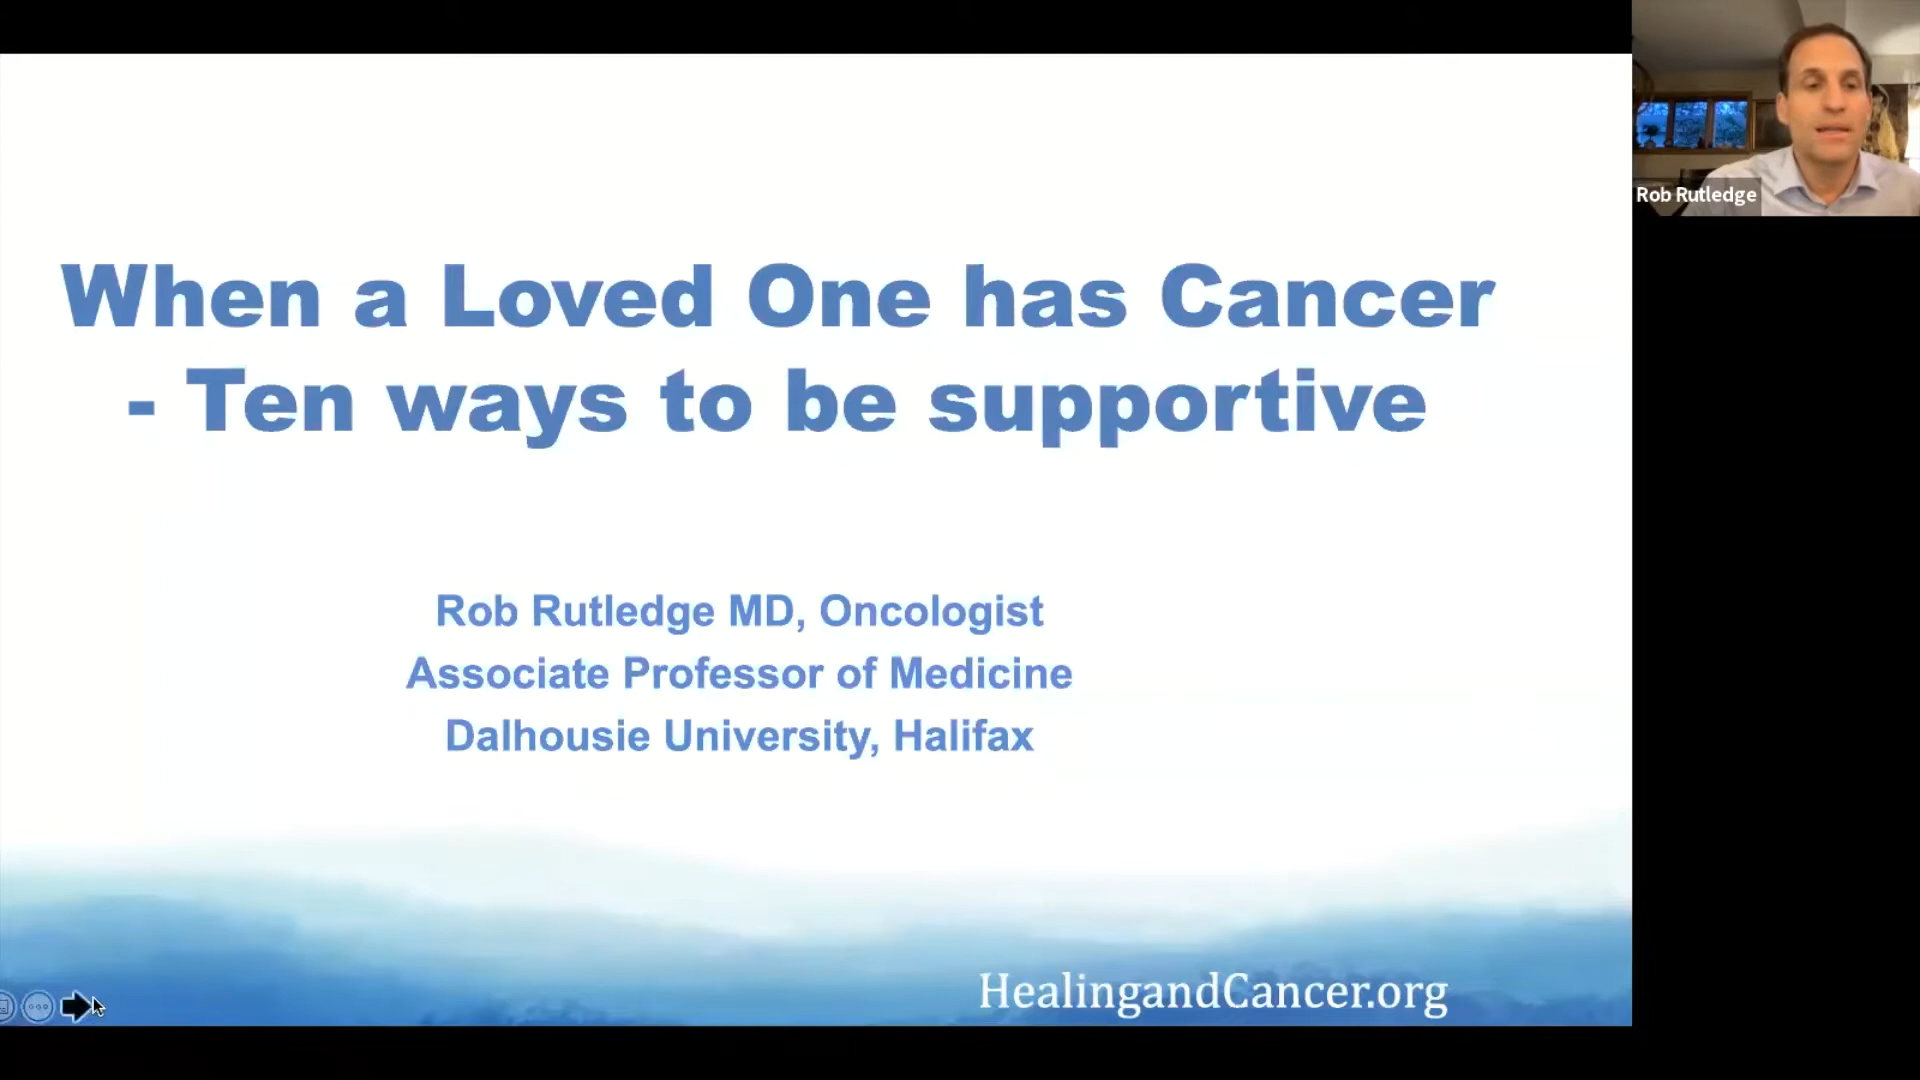 When a Loved One has Cancer
- Ten ways to be supportive
Rob Rutledge MD, Oncologist
Associate Professor of Medicine
Dalhousie University, Halifax
HealingandCancer.org
Rob Rutledge